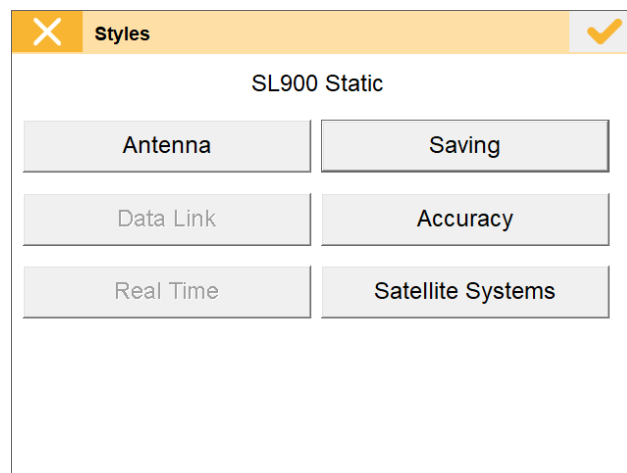 Styles
SL900 Static
Antenna
Saving
Data Link
Accuracy
Real Time
Satellite Systems